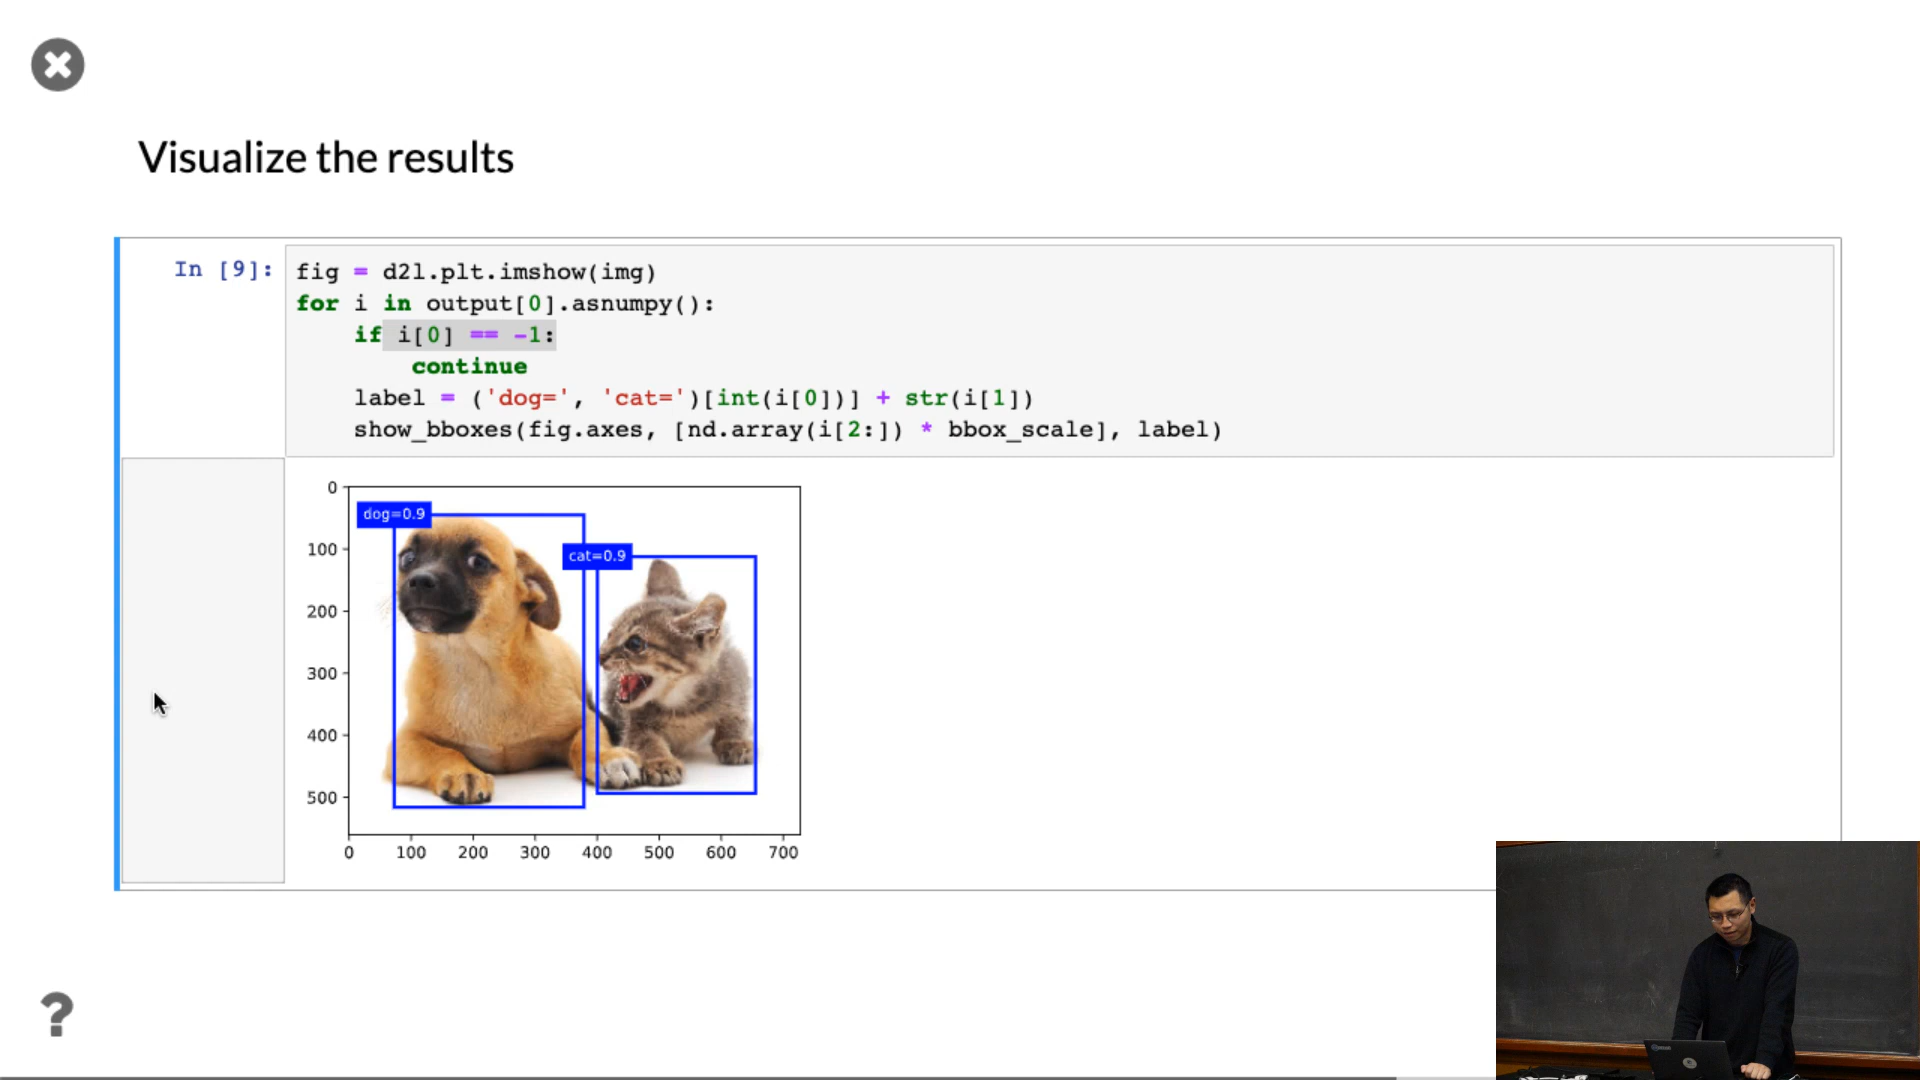 Visualize the results
In [9]:
fig = d2l.plt.imshow(img)
for i in output[0].asnumpy():
    if i[0] == -1:
        continue
    label = ('dog=', 'cat=')[int(i[0])] + str(i[1])
    show_bboxes(fig.axes, [nd.array(i[2:]) * bbox_scale], label)
0
dog=0.9
cat=0.9
100
200
300
400
500
0 100 200 300 400 500 600 700
?